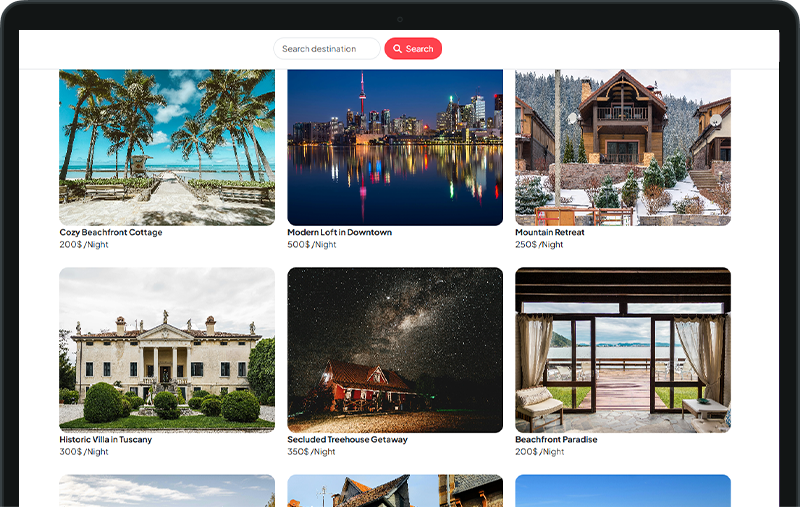 Search destination
Search
Cozy Beachfront Cottage
200$ /Night
Modern Loft in Downtown
500$ /Night
Mountain Retreat
250$ /Night
Historic Villa in Tuscany
300$ /Night
Secluded Treehouse Getaway
350$ /Night
Beachfront Paradise
200$ /Night